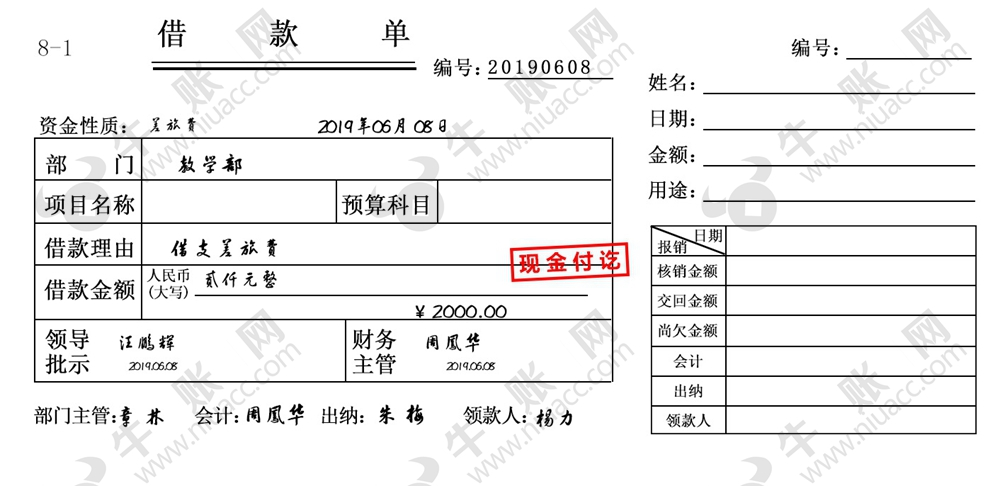 借 款 单
8-1
编号: 20190608
资金性质: 差旅费 2019年06月08日
部 门 教学部
项目名称 预算科目
借款理由 借支差旅费
现金付讫
借款金额 人民币(大写) 贰仟元整
¥2000.00
领导批示 汪鹏辉 2019.06.08 财务主管 周凤华 2019.06.08
部门主管: 章林 会计: 周凤华 出纳: 朱梅 领款人: 杨力
编号:
姓名:
日期:
金额:
用途:
日期
报销
核销金额
交回金额
尚欠金额
会计
出纳
领款人
牛账网
www.niuacc.com